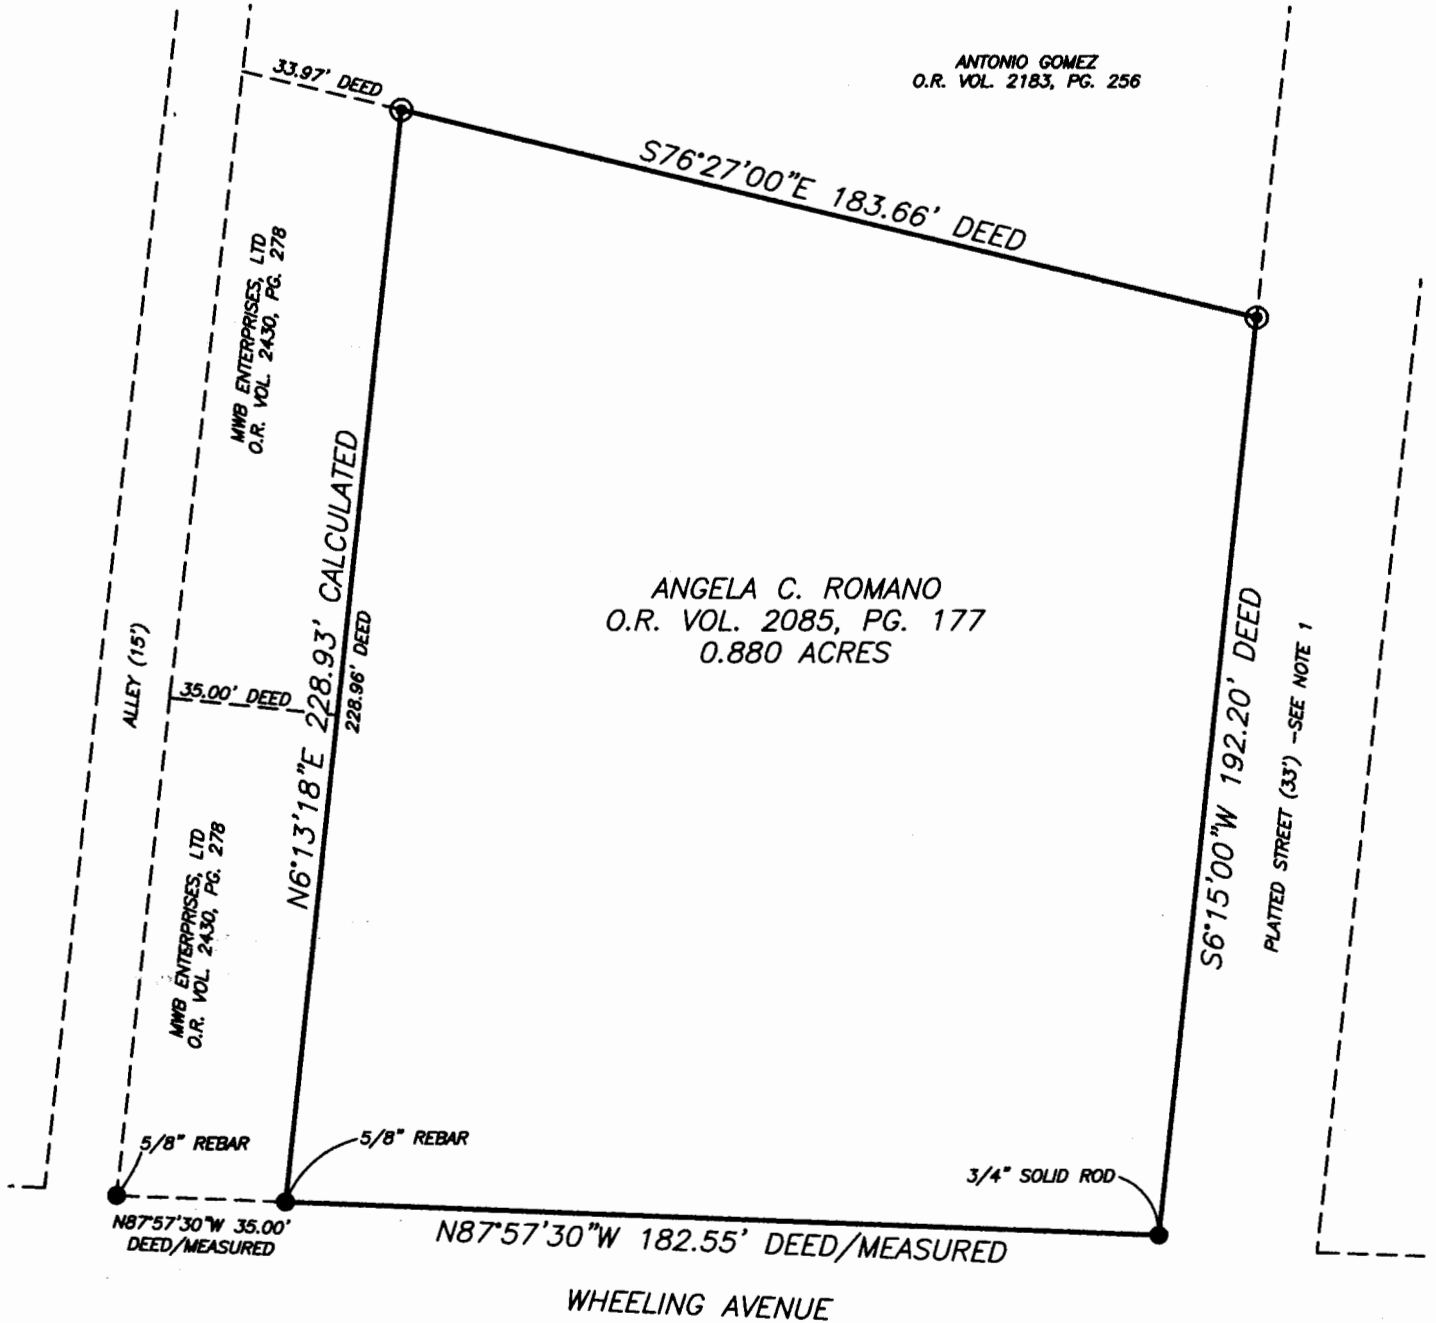 ANTONIO GOMEZ
O.R. VOL. 2183, PG. 256
33.97' DEED
S76°27'00"E 183.66' DEED
MWB ENTERPRISES, LTD
O.R. VOL. 2430, PG. 278
N6°13'18"E 228.93' CALCULATED
228.96' DEED
ANGELA C. ROMANO
O.R. VOL. 2085, PG. 177
0.880 ACRES
ALLEY (15')
35.00' DEED
S6°15'00"W 192.20' DEED
PLATTED STREET (33') -SEE NOTE 1
MWB ENTERPRISES, LTD
O.R. VOL. 2430, PG. 278
5/8" REBAR
5/8" REBAR
3/4" SOLID ROD
N87°57'30"W 35.00'
DEED/MEASURED
N87°57'30"W 182.55' DEED/MEASURED
WHEELING AVENUE